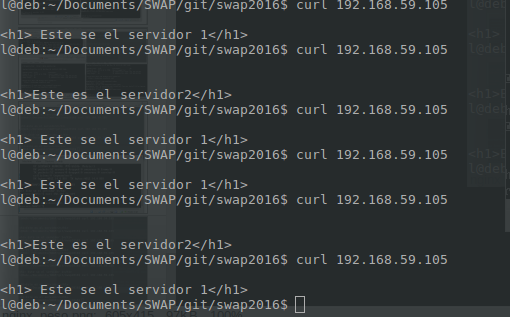 l@deb:~/Documents/SWAP/git/swap2016$ curl 192.168.59.105
<h1> Este se el servidor 1</h1>
l@deb:~/Documents/SWAP/git/swap2016$ curl 192.168.59.105
<h1>Este es el servidor2</h1>
l@deb:~/Documents/SWAP/git/swap2016$ curl 192.168.59.105
<h1> Este se el servidor 1</h1>
l@deb:~/Documents/SWAP/git/swap2016$ curl 192.168.59.105
<h1> Este se el servidor 1</h1>
l@deb:~/Documents/SWAP/git/swap2016$ curl 192.168.59.105
<h1>Este es el servidor2</h1>
l@deb:~/Documents/SWAP/git/swap2016$ curl 192.168.59.105
<h1> Este se el servidor 1</h1>
l@deb:~/Documents/SWAP/git/swap2016$